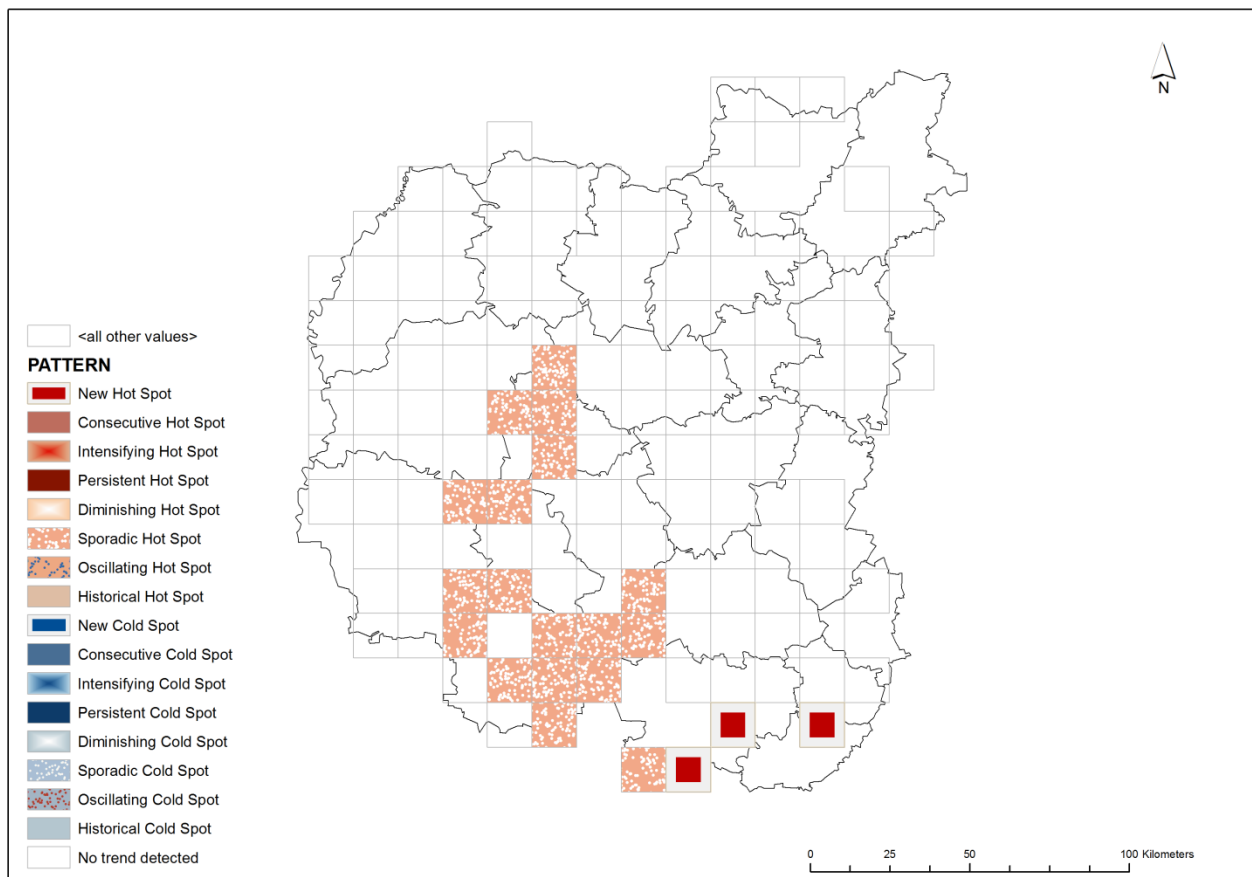 N
<all other values>
PATTERN
New Hot Spot
Consecutive Hot Spot
Intensifying Hot Spot
Persistent Hot Spot
Diminishing Hot Spot
Sporadic Hot Spot
Oscillating Hot Spot
Historical Hot Spot
New Cold Spot
Consecutive Cold Spot
Intensifying Cold Spot
Persistent Cold Spot
Diminishing Cold Spot
Sporadic Cold Spot
Oscillating Cold Spot
Historical Cold Spot
No trend detected
0 25 50 100 Kilometers